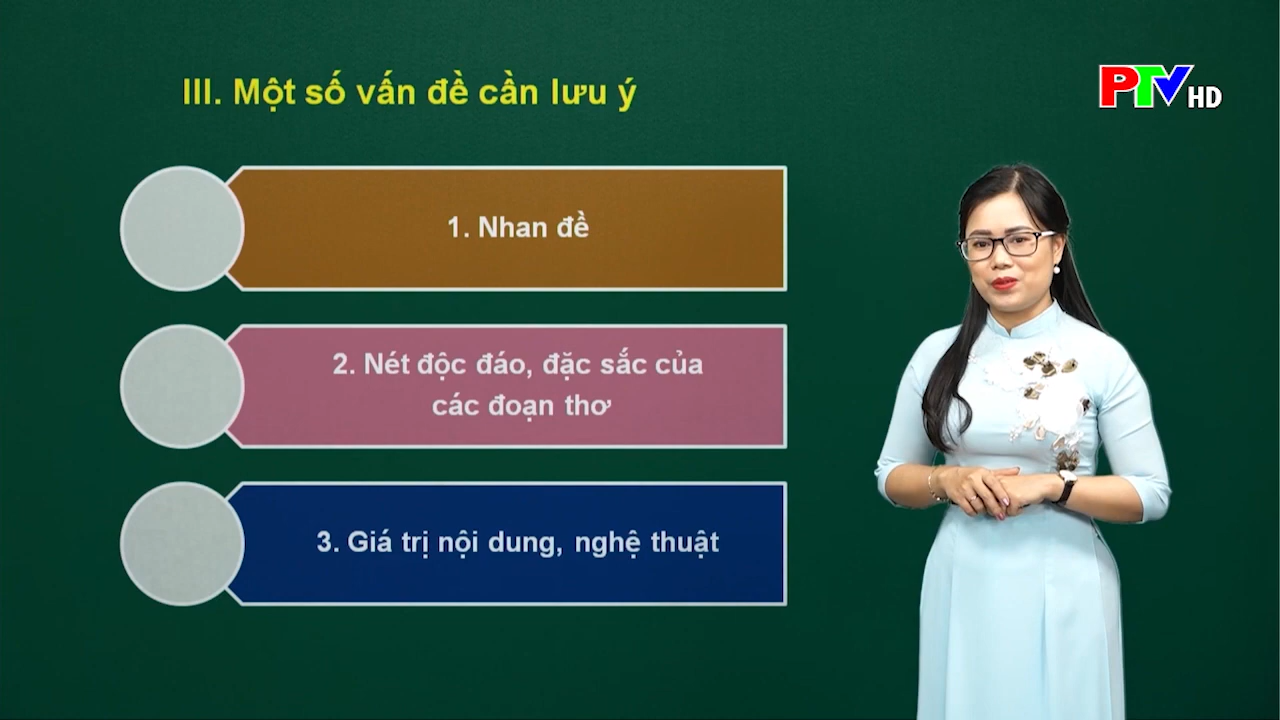 III. Một số vấn đề cần lưu ý
PTV HD
1. Nhan đề
2. Nét độc đáo, đặc sắc của
các đoạn thơ
3. Giá trị nội dung, nghệ thuật